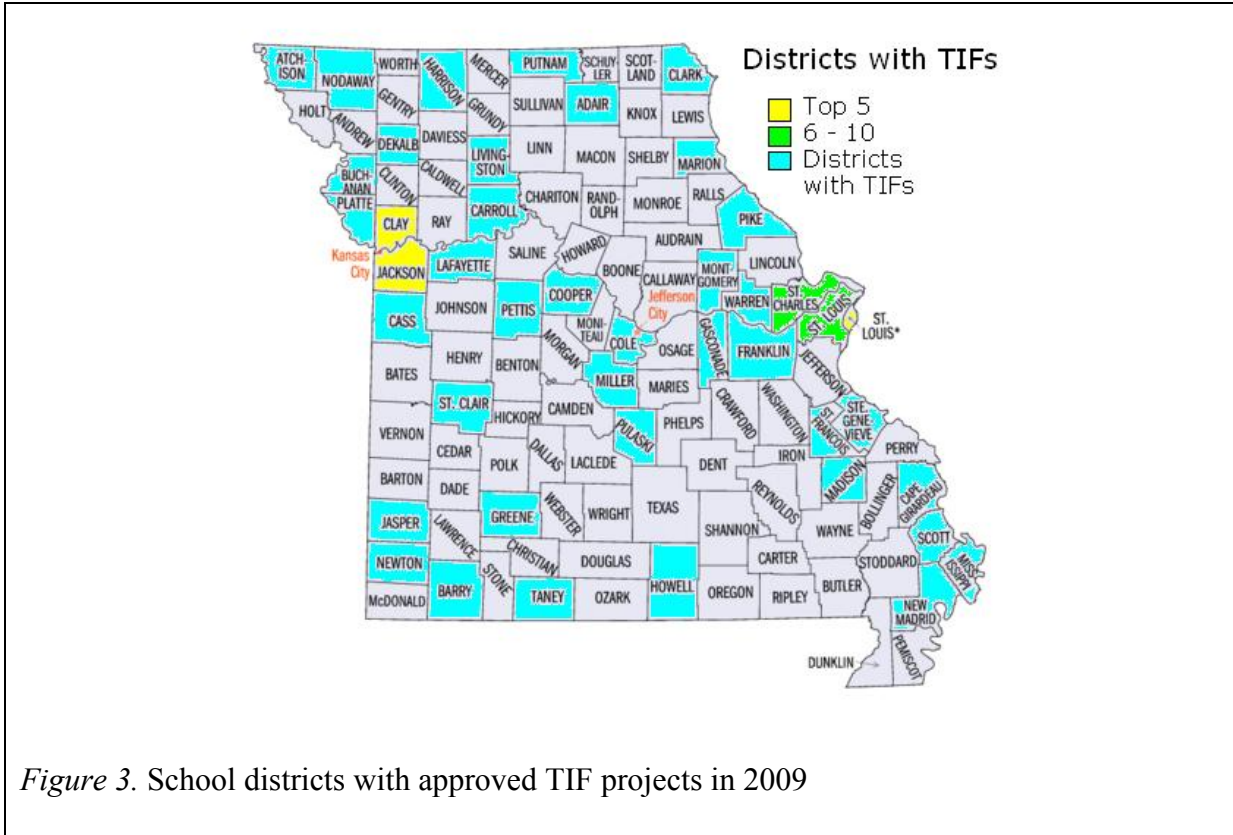 Districts with TIFs
Top 5
6 - 10
Districts
with TIFs
ATCH-
ISON
NODAWAY
WORTH
HARRISON
MERCER
PUTNAM
SCHUY-
LER
SCOT-
LAND
CLARK
HOLT
GENTRY
GRUNDY
SULLIVAN
ADAIR
KNOX
LEWIS
ANDREW
DEKALB
DAVIESS
LIVING-
STON
LINN
MACON
SHELBY
MARION
BUCH-
ANAN
CLINTON
CALDWELL
CHARITON
RAND-
OLPH
MONROE
RALLS
PLATTE
CLAY
RAY
CARROLL
PIKE
Kansas
City
JACKSON
LAFAYETTE
SALINE
HOWARD
BOONE
AUDRAIN
CALLAWAY
MONT-
GOMERY
LINCOLN
WARREN
ST.
CHARLES
ST. LOUIS
ST.
LOUIS*
CASS
JOHNSON
PETTIS
COOPER
MONI-
TEAU
Jefferson
City
COLE
OSAGE
GASCONADE
FRANKLIN
JEFFERSON
BATES
HENRY
BENTON
MORGAN
MILLER
MARIES
ST. CLAIR
HICKORY
CAMDEN
PULASKI
PHELPS
CRAWFORD
WASHINGTON
ST
FRANCOIS
STE.
GENE-
VIEVE
PERRY
VERNON
CEDAR
POLK
DALLAS
LACLEDE
DENT
IRON
REYNOLDS
MADISON
BOLLINGER
CAPE
GIRARDEAU
BARTON
DADE
GREENE
WEBSTER
WRIGHT
TEXAS
SHANNON
WAYNE
SCOTT
MISS-
ISSIPPI
JASPER
LAWRENCE
CHRISTIAN
DOUGLAS
CARTER
STODDARD
NEWTON
BARRY
STONE
TANEY
OZARK
HOWELL
OREGON
RIPLEY
BUTLER
NEW
MADRID
McDONALD
DUNKLIN
PEMISCOT
Figure 3. School districts with approved TIF projects in 2009